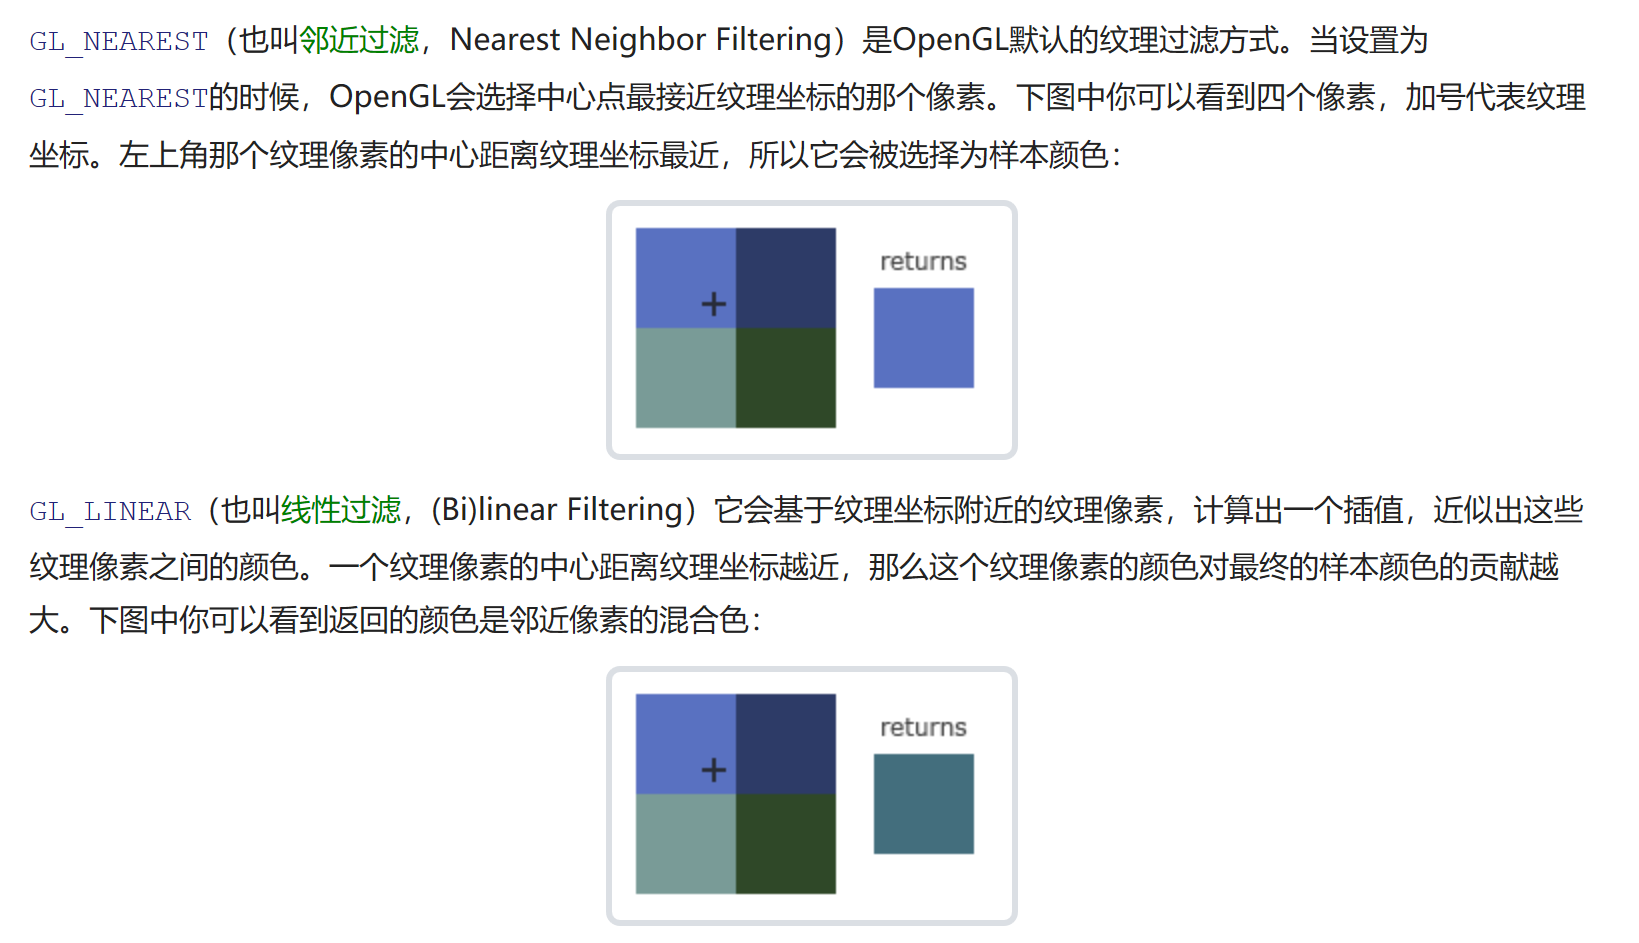 GL_NEAREST（也叫邻近过滤，Nearest Neighbor Filtering）是OpenGL默认的纹理过滤方式。当设置为
GL_NEAREST的时候，OpenGL会选择中心点最接近纹理坐标的那个像素。下图中你可以看到四个像素，加号代表纹理
坐标。左上角那个纹理像素的中心距离纹理坐标最近，所以它会被选择为样本颜色：
returns
GL_LINEAR（也叫线性过滤，(Bi)linear Filtering）它会基于纹理坐标附近的纹理像素，计算出一个插值，近似出这些
纹理像素之间的颜色。一个纹理像素的中心距离纹理坐标越近，那么这个纹理像素的颜色对最终的样本颜色的贡献越
大。下图中你可以看到返回的颜色是邻近像素的混合色：
returns